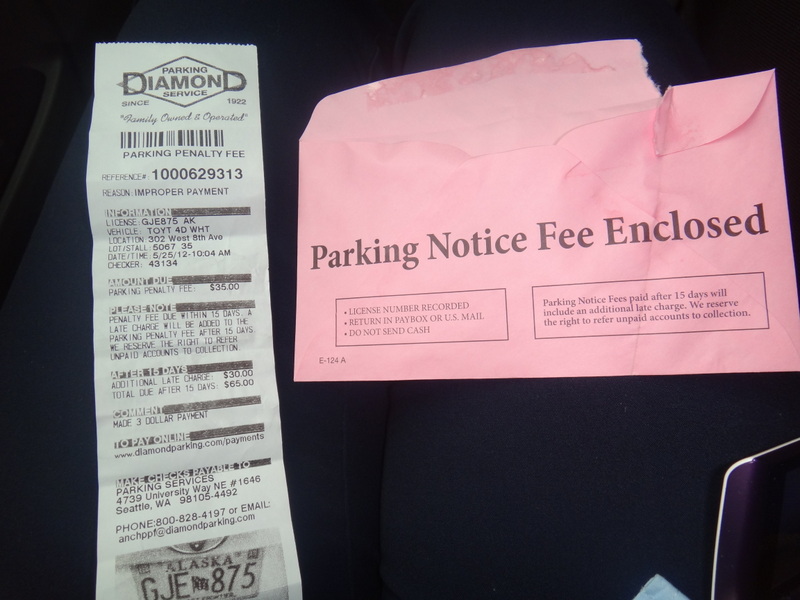 PARKING
DIAMOND
SERVICE
SINCE 1922
"Family Owned & Operated"
PARKING PENALTY FEE
REFERENCE#: 1000629313
REASON: IMPROPER PAYMENT
INFORMATION
LICENSE: GJE875 AK
VEHICLE: TOYT 4D WHT
LOCATION: 302 West 8th Ave
LOT/STALL: 5067 35
DATE/TIME: 5/25/12-10:04 AM
CHECKER: 43134
AMOUNT DUE
PARKING PENALTY FEE: $35.00
PLEASE NOTE
PENALTY FEE DUE WITHIN 15 DAYS. A
LATE CHARGE WILL BE ADDED TO THE
PARKING PENALTY FEE AFTER 15 DAYS
WE RESERVE THE RIGHT TO REFER
UNPAID ACCOUNTS TO COLLECTION
AFTER 15 DAYS
ADDITIONAL LATE CHARGE: $30.00
TOTAL DUE AFTER 15 DAYS: $65.00
COMMENT
MADE 3 DOLLAR PAYMENT
TO PAY ONLINE
www.diamondparking.com/payments
MAKE CHECKS PAYABLE TO
PARKING SERVICES
4739 University Way NE #1646
Seattle, WA 98105-4492
PHONE:800-828-4197 or EMAIL:
anchppf@diamondparking.com
ALASKA
GJE 875
Parking Notice Fee Enclosed
• LICENSE NUMBER RECORDED
• RETURN IN PAYBOX OR U.S. MAIL
• DO NOT SEND CASH
Parking Notice Fees paid after 15 days will
include an additional late charge. We reserve
the right to refer unpaid accounts to collection.
E-124 A